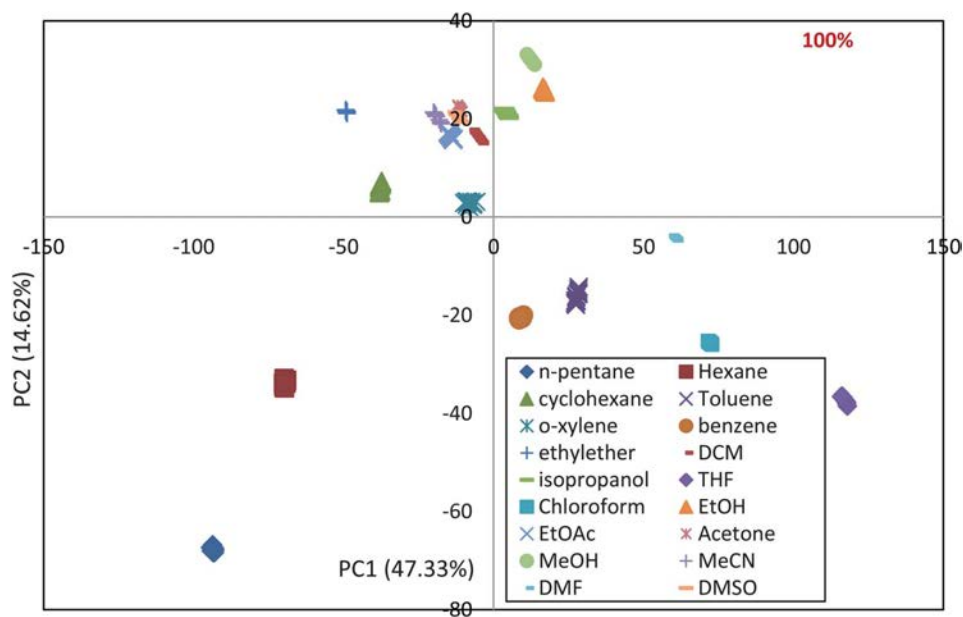 40
100%
20
0
-150
-100
-50
0
50
100
150
-20
-40
-60
-80
PC2 (14.62%)
PC1 (47.33%)
n-pentane Hexane
cyclohexane Toluene
o-xylene benzene
ethylether DCM
isopropanol THF
Chloroform EtOH
EtOAc Acetone
MeOH MeCN
DMF DMSO